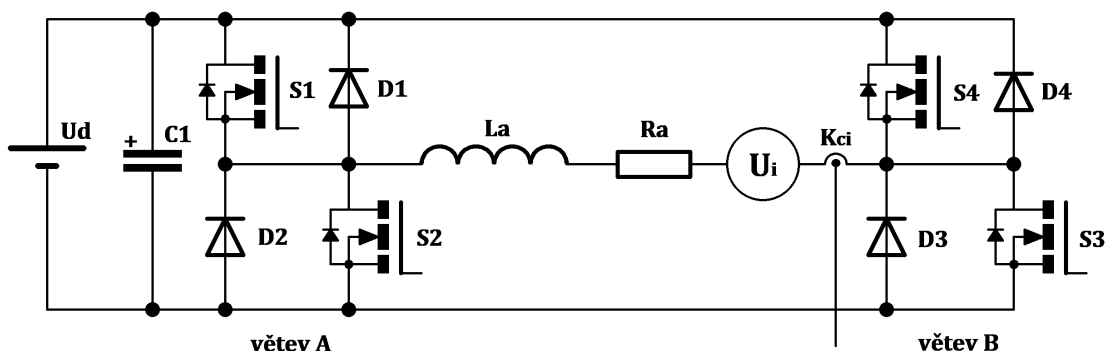 Ud
+
C1
S1
D1
La
Ra
Ui
Kci
S4
D4
D2
S2
D3
S3
větev A
větev B